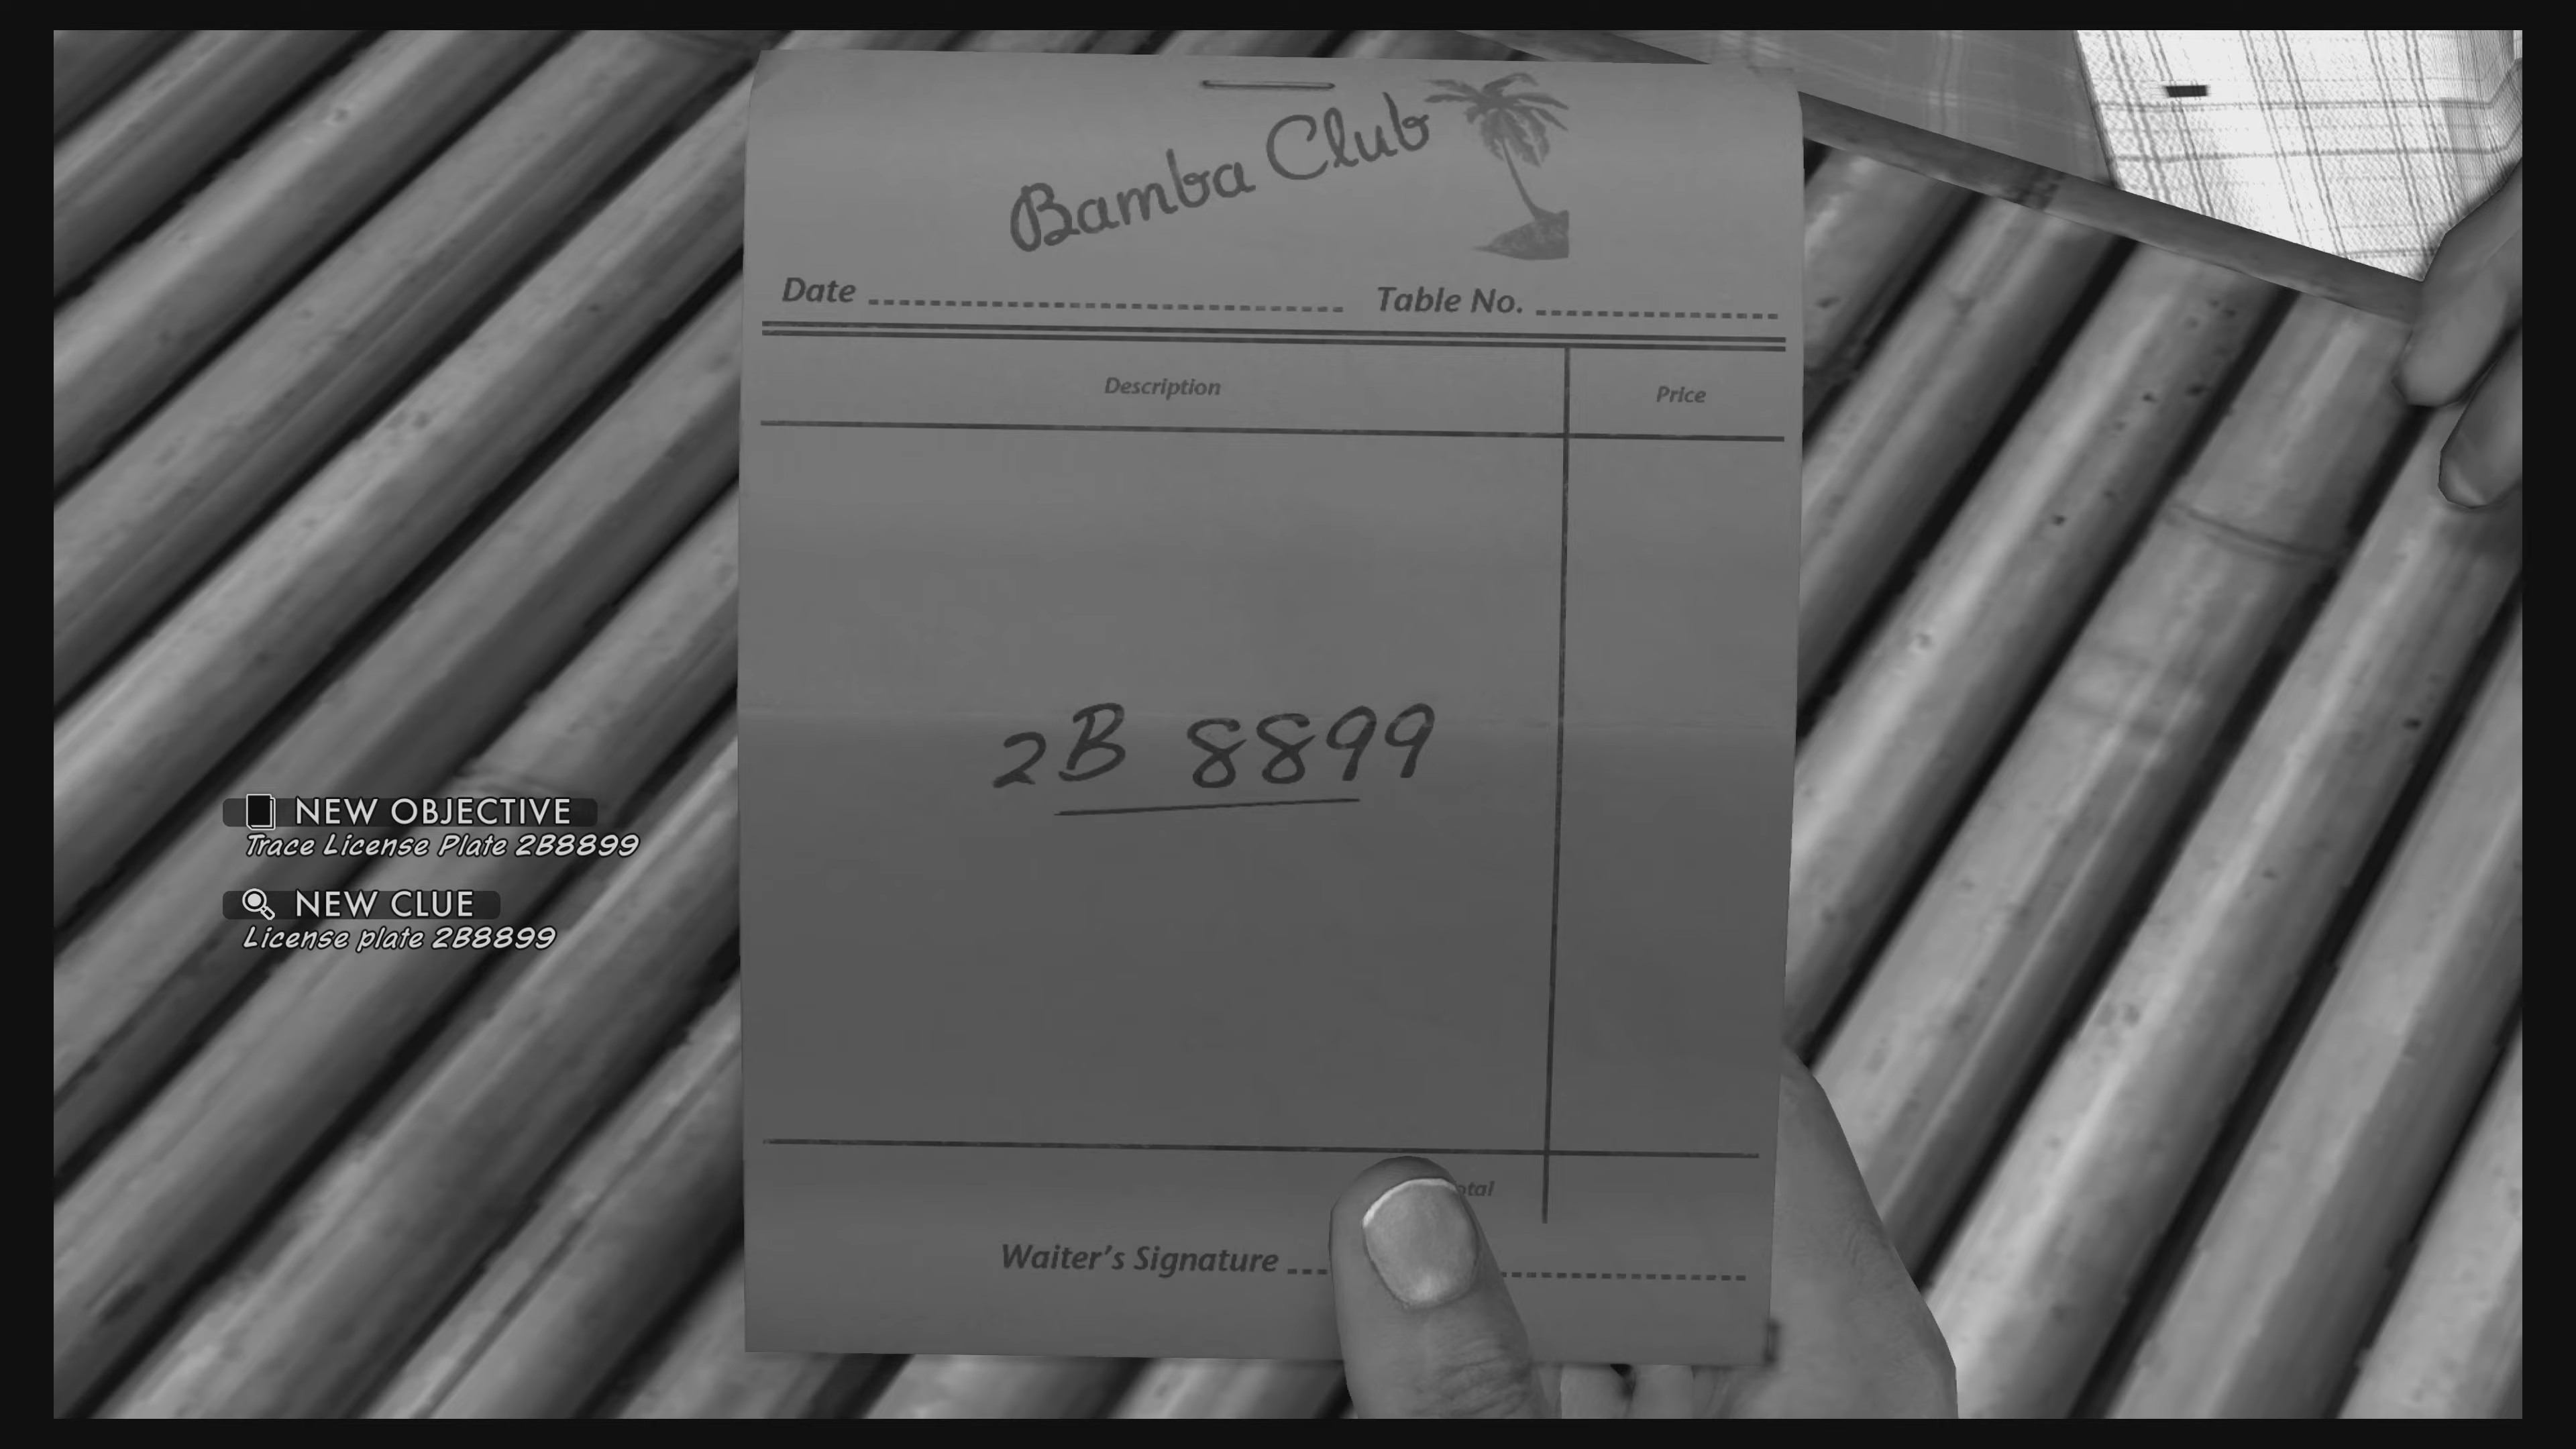 Bamba Club
Date
Table No.
Description
Price
2B 8899
NEW OBJECTIVE
Trace License Plate 2B8899
NEW CLUE
License plate 2B8899
Waiter's Signature